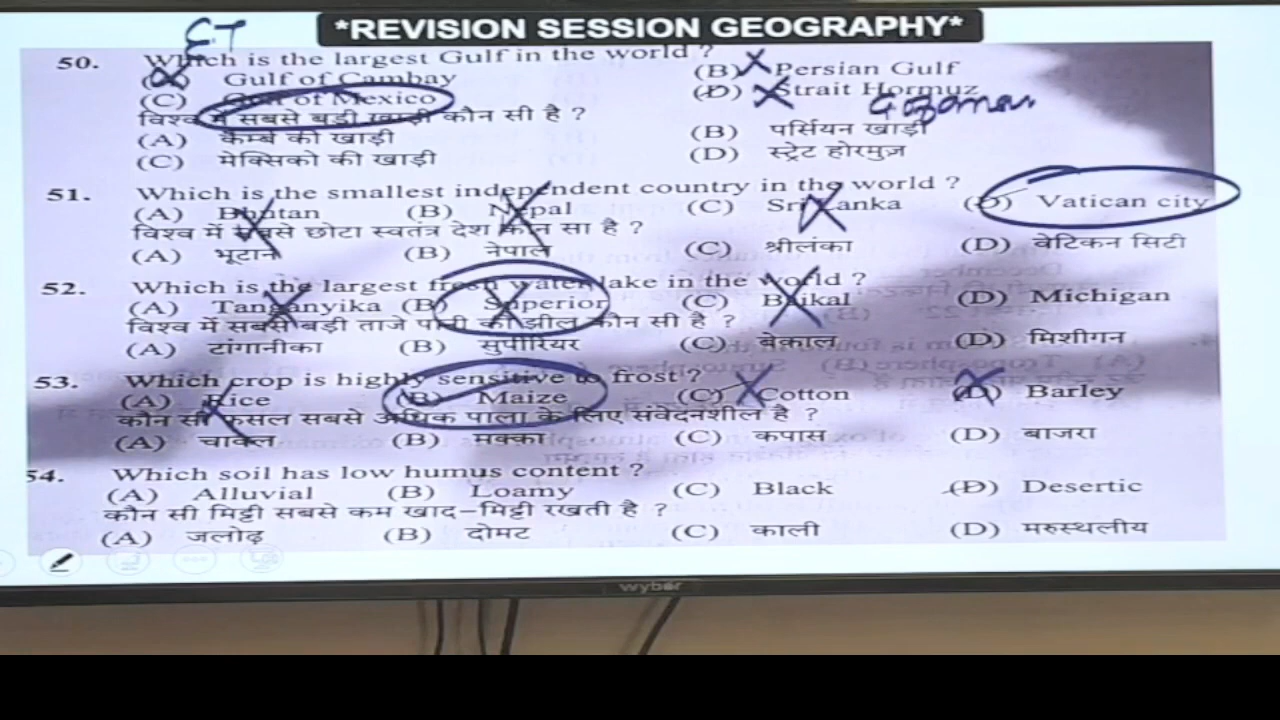 *REVISION SESSION GEOGRAPHY*
50. Which is the largest Gulf in the world ?
Gulf of Cambay (B) Persian Gulf
(C) Gulf of Mexico (D) Strait Hormuz
विश्व में सबसे बड़ी खाड़ी कौन सी है ?
(A) कैम्बे की खाड़ी (B) पर्सियन खाड़ी
(C) मेक्सिको की खाड़ी (D) स्ट्रेट होरमुज़
51. Which is the smallest independent country in the world ?
(A) Bhutan (B) Nepal (C) Sri Lanka (D) Vatican city
विश्व में सबसे छोटा स्वतंत्र देश कौन सा है ?
(A) भूटान (B) नेपाल (C) श्रीलंका (D) वेटिकन सिटी
52. Which is the largest fresh water lake in the world ?
(A) Tanganyika (B) Superior (C) Baikal (D) Michigan
विश्व में सबसे बड़ी ताजे पानी की झील कौन सी है ?
(A) टांगानीका (B) सुपीरियर (C) बेकाल (D) मिशीगन
53. Which crop is highly sensitive to frost ?
(A) Rice (B) Maize (C) Cotton (D) Barley
कौन सी फसल सबसे अधिक पाला के लिए संवेदनशील है ?
(A) चावल (B) मक्का (C) कपास (D) बाजरा
54. Which soil has low humus content ?
(A) Alluvial (B) Loamy (C) Black (D) Desertic
कौन सी मिट्टी सबसे कम खाद-मिट्टी रखती है ?
(A) जलोढ़ (B) दोमट (C) काली (D) मरुस्थलीय
wybor